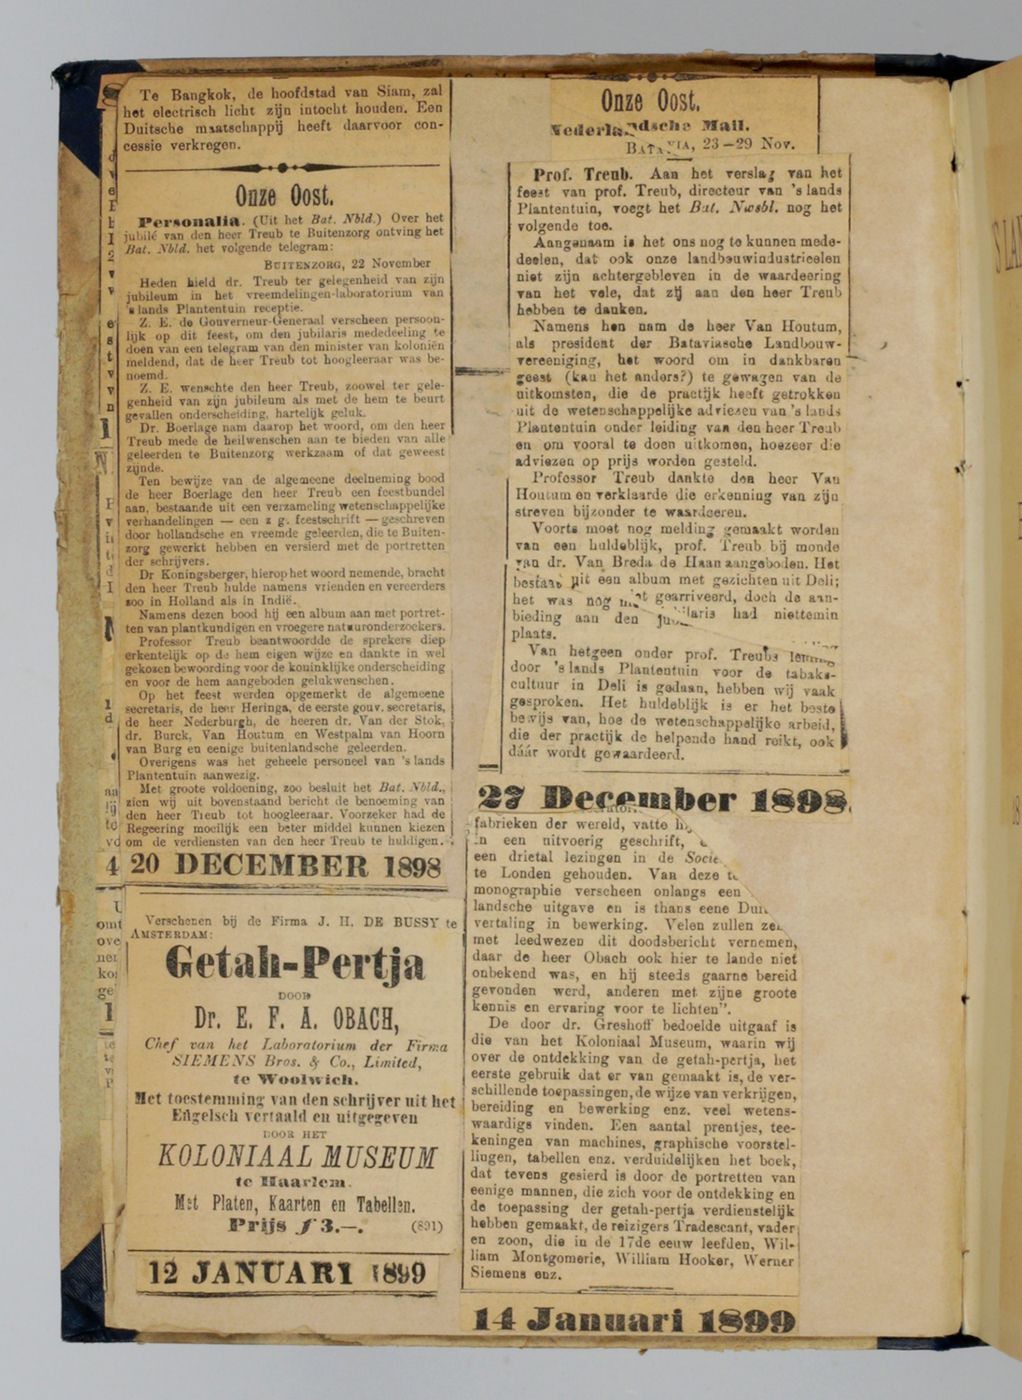 Te Bangkok, de hoofdstad van Siam, zal
het electrisch licht zijn intocht houden. Een
Duitsche maatschappij heeft daarvoor con-
cessie verkregen.
Onze Oost.
Personalia. (Uit het Bat. Nbld.) Over het
jubilé van den heer Treub te Buitenzorg ontving het
Bat. Nbld. het volgende telegram:
BUITENZORG, 22 November
Heden hield dr. Treub ter gelegenheid van zijn
jubileum in het vreemdelingen-laboratorium van
's lands Plantentuin receptie.
Z. E. de Gouverneur-Generaal verscheen persoon-
lijk op dit feest, om den jubilaris mededeeling te
doen van een telegram van den minister van koloniën
meldend, dat de heer Treub tot hoogleeraar was be-
noemd.
Z. E. wenschte den heer Treub, zoowel ter gele-
genheid van zijn jubileum als met de hem te beurt
gevallen onderscheiding, hartelijk geluk.
Dr. Boerlage nam daarop het woord, om den heer
Treub mede de heilwenschen aan te bieden van alle
geleerden te Buitenzorg werkzaam of dat geweest
zijnde.
Ten bewijze van de algemeene deelneming bood
de heer Boerlage den heer Treub een feestbundel
aan, bestaande uit een verzameling wetenschappelijke
verhandelingen — een z g. feestschrift — geschreven
door hollandsche en vreemde geleerden, die te Buiten-
zorg gewerkt hebben en versierd met de portretten
der schrijvers.
Dr Koningsberger, hierop het woord nemende, bracht
den heer Treub hulde namens vrienden en vereerders
zoo in Holland als in Indië.
Namens dezen bood hij een album aan met portret-
ten van plantkundigen en vroegere natuuronderzoekers.
Professor Treub beantwoordde de sprekers diep
erkentelijk op de hem eigen wijze en dankte in wel
gekozen bewoording voor de koninklijke onderscheiding
en voor de hem aangeboden gelukwenschen.
Op het feest werden opgemerkt de algemeene
secretaris, de heer Heringa, de eerste gouv. secretaris,
de heer Nederburgh, de heeren dr. Van der Stok,
dr. Burck, Van Houtum en Westpalm van Hoorn
van Burg en eenige buitenlandsche geleerden.
Overigens was het geheele personeel van 's lands
Plantentuin aanwezig.
Met groote voldoening, zoo besluit het Bat. Nbld.,
zien wij uit bovenstaand bericht de benoeming van
den heer Treub tot hoogleeraar. Voorzeker had de
Regeering moeilijk een beter middel kunnen kiezen
om de verdiensten van den heer Treub te huldigen.
20 DECEMBER 1898
Verschenen bij de Firma J. H. DE BUSSY te
AMSTERDAM:
Getah-Pertja
DOOR
Dr. E. F. A. OBACH,
Chef van het Laboratorium der Firma
SIEMENS Bros. & Co., Limited,
te Woolwich.
Met toestemming van den schrijver uit het
Engelsch vertaald en uitgegeven
DOOR HET
KOLONIAAL MUSEUM
te Haarlem.
Met Platen, Kaarten en Tabellen.
Prijs ƒ 3.—. (891)
12 JANUARI 1899
Onze Oost.
Nederlandsche Mail.
BATAVIA, 23—29 Nov.
Prof. Treub. Aan het verslag van het
feest van prof. Treub, directeur van 's lands
Plantentuin, voegt het Bat. Nwsbl. nog het
volgende toe.
Aangenaam is het ons nog te kunnen mede-
deelen, dat ook onze landbouwindustrieelen
niet zijn achtergebleven in de waardeering
van het vele, dat zij aan den heer Treub
hebben te danken.
Namens hen nam de heer Van Houtum,
als president der Bataviasche Landbouw-
vereeniging, het woord om in dankbaren
geest (kan het anders?) te gewagen van de
uitkomsten, die de practijk heeft getrokken
uit de wetenschappelijke adviezen van 's lands
Plantentuin onder leiding van den heer Treub
en om vooral te doen uitkomen, hoezeer die
adviezen op prijs worden gesteld.
Professor Treub dankte den heer Van
Houtum en verklaarde die erkenning van zijn
streven bijzonder te waardeeren.
Voorts moet nog melding gemaakt worden
van een huldeblijk, prof. Treub bij monde
van dr. Van Breda de Haan aangeboden. Het
bestaat uit een album met gezichten uit Deli;
het was nog niet gearriveerd, doch de aan-
bieding aan den jubilaris had niettemin
plaats.
Van hetgeen onder prof. Treubs leiding
door 's lands Plantentuin voor de tabaks-
cultuur in Deli is gedaan, hebben wij vaak
gesproken. Het huldeblijk is er het beste
bewijs van, hoe de wetenschappelijke arbeid,
die der practijk de helpende hand reikt, ook
dáár wordt gewaardeerd.
27 December 1898.
fabrieken der wereld, vatte
in een uitvoerig geschrift,
een drietal lezingen in de
te Londen gehouden. Van deze
monographie verscheen onlangs een
landsche uitgave en is thans eene
vertaling in bewerking. Velen zullen
met leedwezen dit doodsbericht vernemen,
daar de heer Obach ook hier te lande niet
onbekend was, en hij steeds gaarne bereid
gevonden werd, anderen met zijne groote
kennis en ervaring voor te lichten".
De door dr. Greshoff bedoelde uitgaaf is
die van het Koloniaal Museum, waarin wij
over de ontdekking van de getah-pertja, het
eerste gebruik dat er van gemaakt is, de ver-
schillende toepassingen, de wijze van verkrijgen,
bereiding en bewerking enz. veel wetens-
waardigs vinden. Een aantal prentjes, tee-
keningen van machines, graphische voorstel-
lingen, tabellen enz. verduidelijken het boek,
dat tevens gesierd is door de portretten van
eenige mannen, die zich voor de ontdekking en
de toepassing der getah-pertja verdienstelijk
hebben gemaakt, de reizigers Tradescant, vader
en zoon, die in de 17de eeuw leefden, Wil-
liam Montgomerie, William Hooker, Werner
Siemens enz.
14 Januari 1899